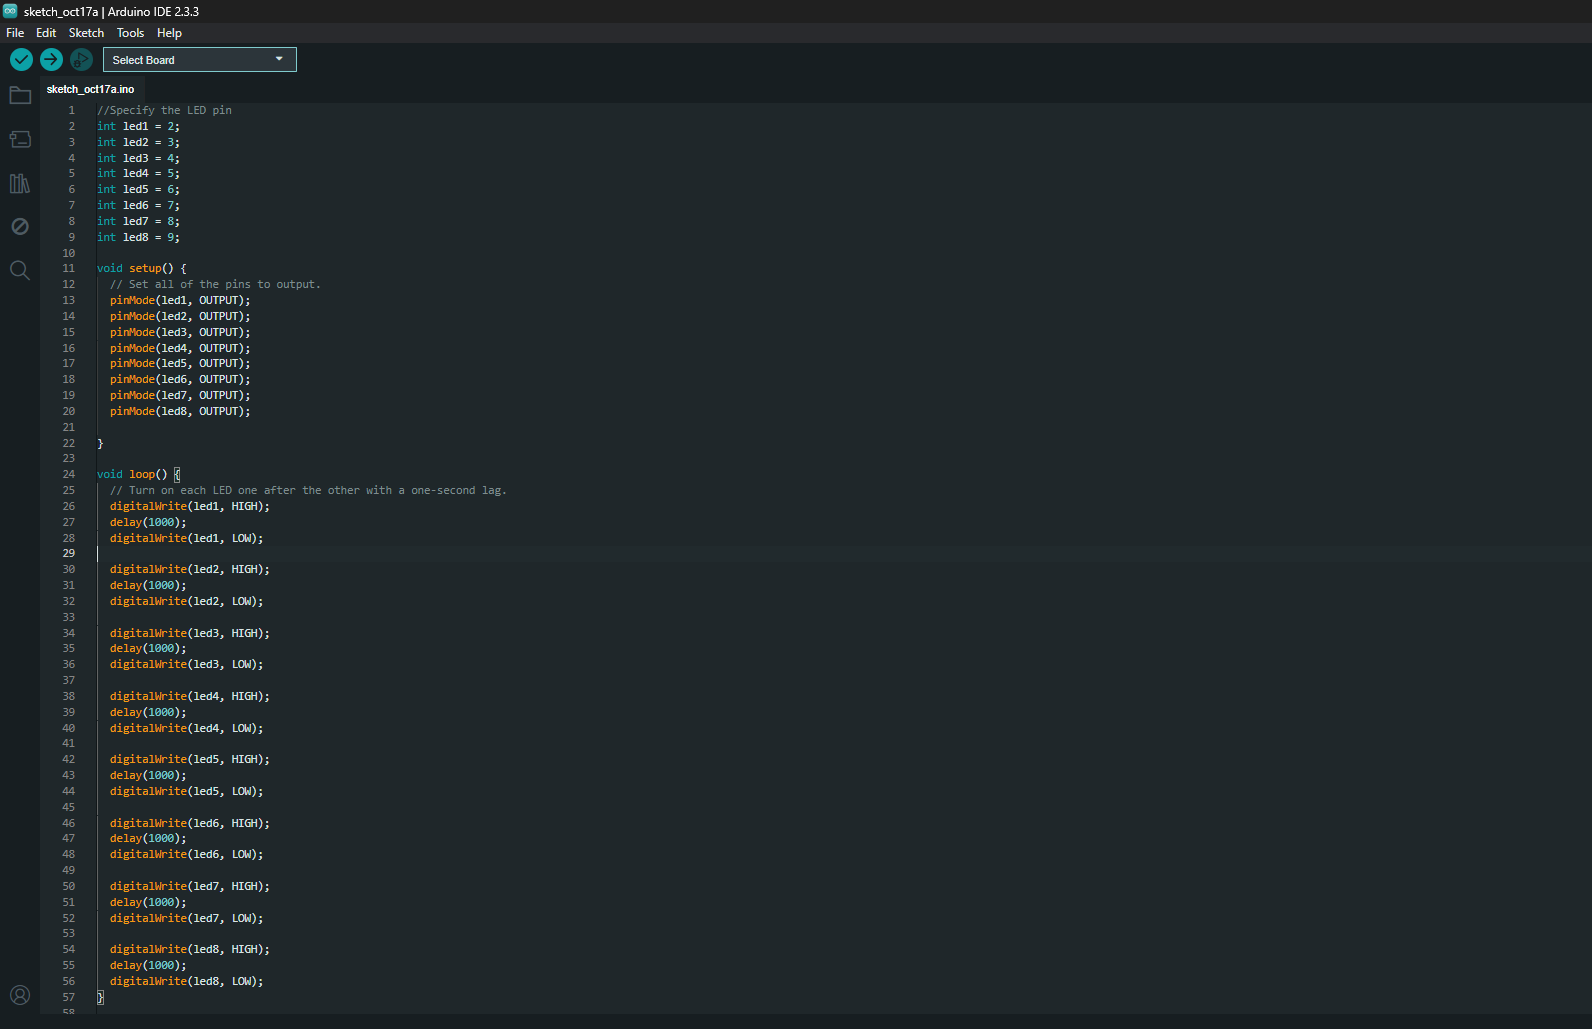 sketch_oct17a | Arduino IDE 2.3.3
File Edit Sketch Tools Help
Select Board
sketch_oct17a.ino
1 //Specify the LED pin
2 int led1 = 2;
3 int led2 = 3;
4 int led3 = 4;
5 int led4 = 5;
6 int led5 = 6;
7 int led6 = 7;
8 int led7 = 8;
9 int led8 = 9;
10
11 void setup() {
12 // Set all of the pins to output.
13 pinMode(led1, OUTPUT);
14 pinMode(led2, OUTPUT);
15 pinMode(led3, OUTPUT);
16 pinMode(led4, OUTPUT);
17 pinMode(led5, OUTPUT);
18 pinMode(led6, OUTPUT);
19 pinMode(led7, OUTPUT);
20 pinMode(led8, OUTPUT);
21
22 }
23
24 void loop() {
25 // Turn on each LED one after the other with a one-second lag.
26 digitalWrite(led1, HIGH);
27 delay(1000);
28 digitalWrite(led1, LOW);
29
30 digitalWrite(led2, HIGH);
31 delay(1000);
32 digitalWrite(led2, LOW);
33
34 digitalWrite(led3, HIGH);
35 delay(1000);
36 digitalWrite(led3, LOW);
37
38 digitalWrite(led4, HIGH);
39 delay(1000);
40 digitalWrite(led4, LOW);
41
42 digitalWrite(led5, HIGH);
43 delay(1000);
44 digitalWrite(led5, LOW);
45
46 digitalWrite(led6, HIGH);
47 delay(1000);
48 digitalWrite(led6, LOW);
49
50 digitalWrite(led7, HIGH);
51 delay(1000);
52 digitalWrite(led7, LOW);
53
54 digitalWrite(led8, HIGH);
55 delay(1000);
56 digitalWrite(led8, LOW);
57 }
58